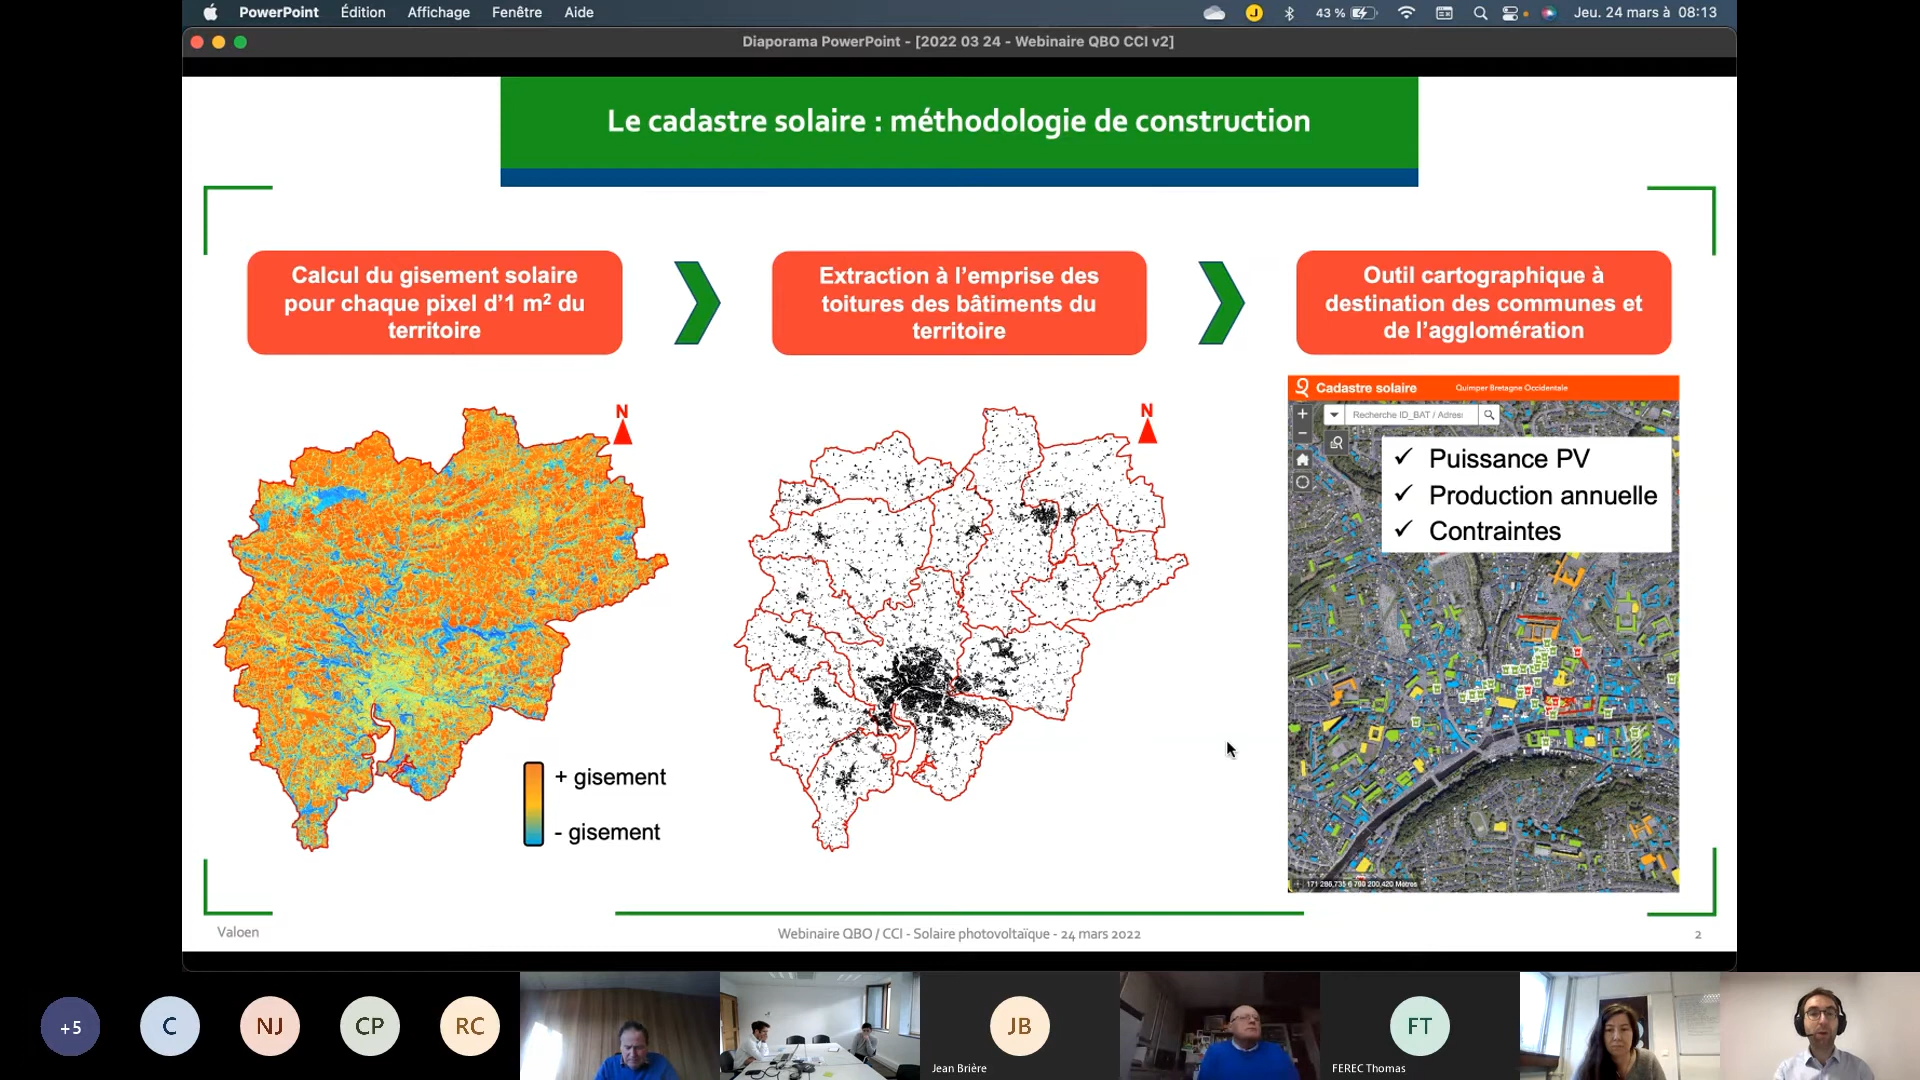 PowerPoint Édition Affichage Fenêtre Aide
J 43 % Jeu. 24 mars à 08:13
Diaporama PowerPoint - [2022 03 24 - Webinaire QBO CCI v2]
Le cadastre solaire : méthodologie de construction
Calcul du gisement solaire
pour chaque pixel d’1 m² du
territoire
Extraction à l’emprise des
toitures des bâtiments du
territoire
Outil cartographique à
destination des communes et
de l’agglomération
N
+ gisement
- gisement
N
Cadastre solaire Quimper Bretagne Occidentale
Recherche ID_BAT / Adres
Puissance PV
Production annuelle
Contraintes
Valoen
Webinaire QBO / CCI - Solaire photovoltaïque - 24 mars 2022
2
+5
C
NJ
CP
RC
JB
Jean Brière
FT
FEREC Thomas